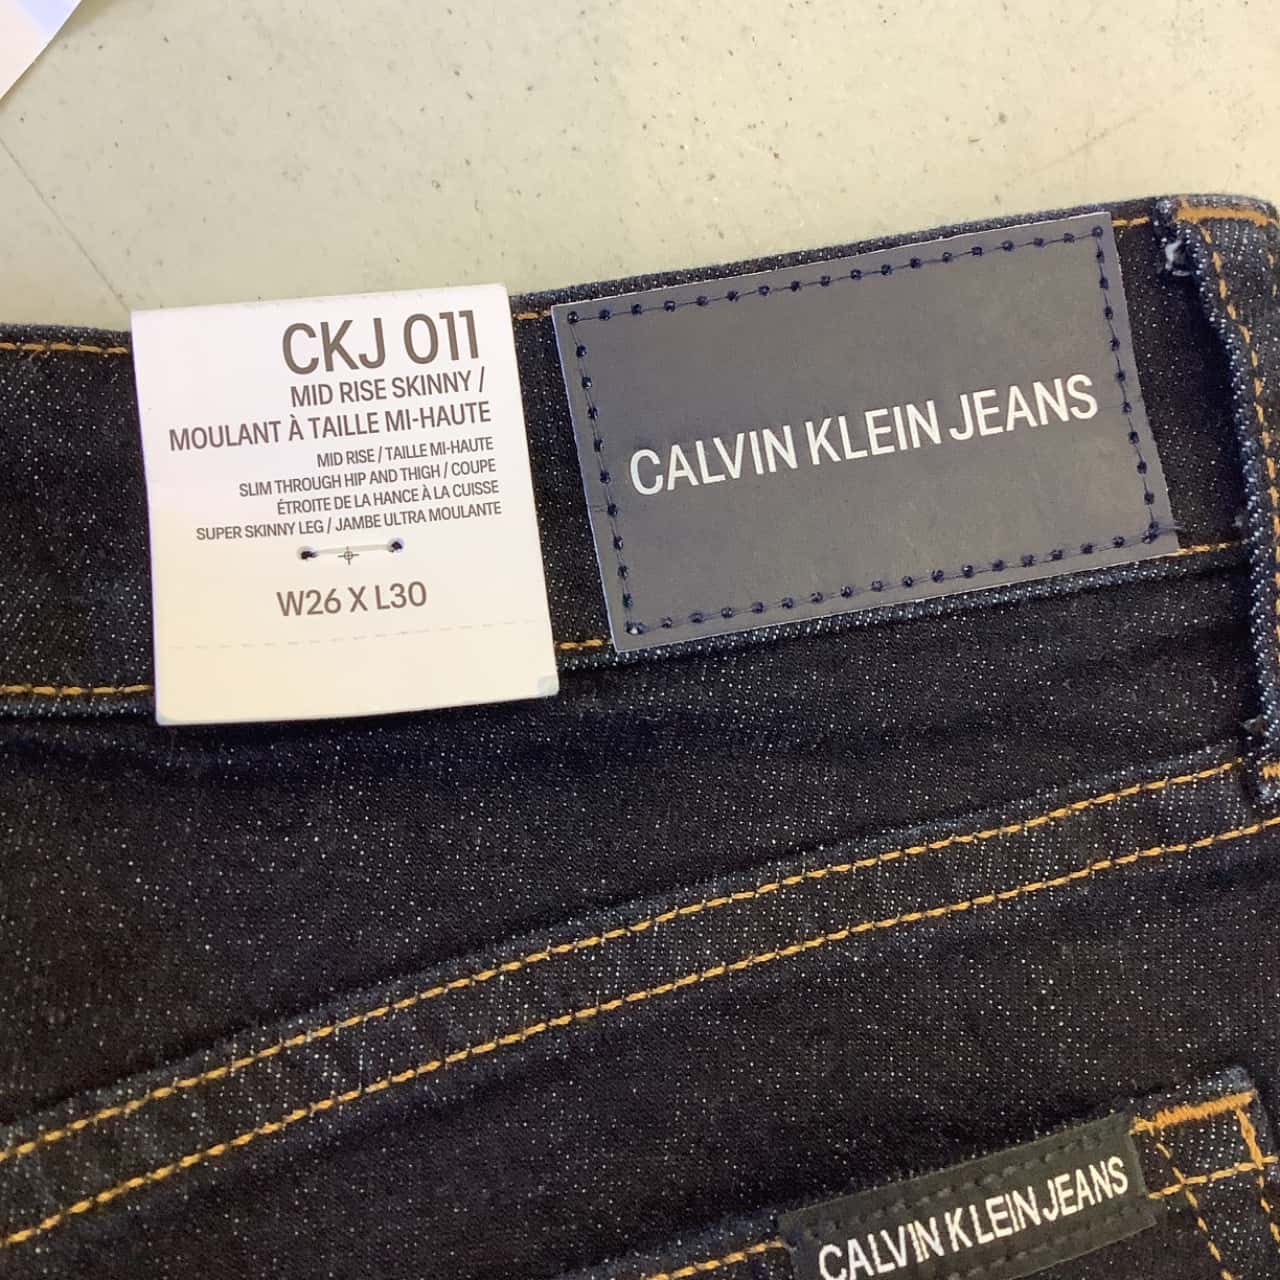 CKJ 011
MID RISE SKINNY /
MOULANT À TAILLE MI-HAUTE
MID RISE / TAILLE MI-HAUTE
SLIM THROUGH HIP AND THIGH / COUPE
ÉTROITE DE LA HANCE À LA CUISSE
SUPER SKINNY LEG / JAMBE ULTRA MOULANTE
W26 X L30
CALVIN KLEIN JEANS
CALVIN KLEIN JEANS